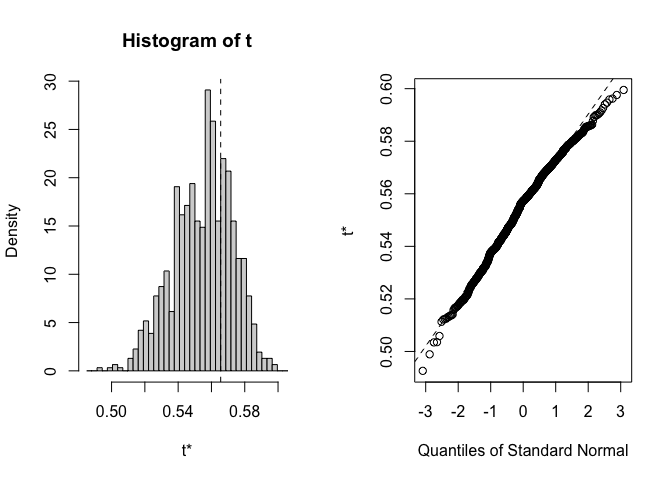 Histogram of t
Density
0 5 10 15 20 25 30
0.50 0.54 0.58
t*
t*
0.50 0.52 0.54 0.56 0.58 0.60
-3 -2 -1 0 1 2 3
Quantiles of Standard Normal